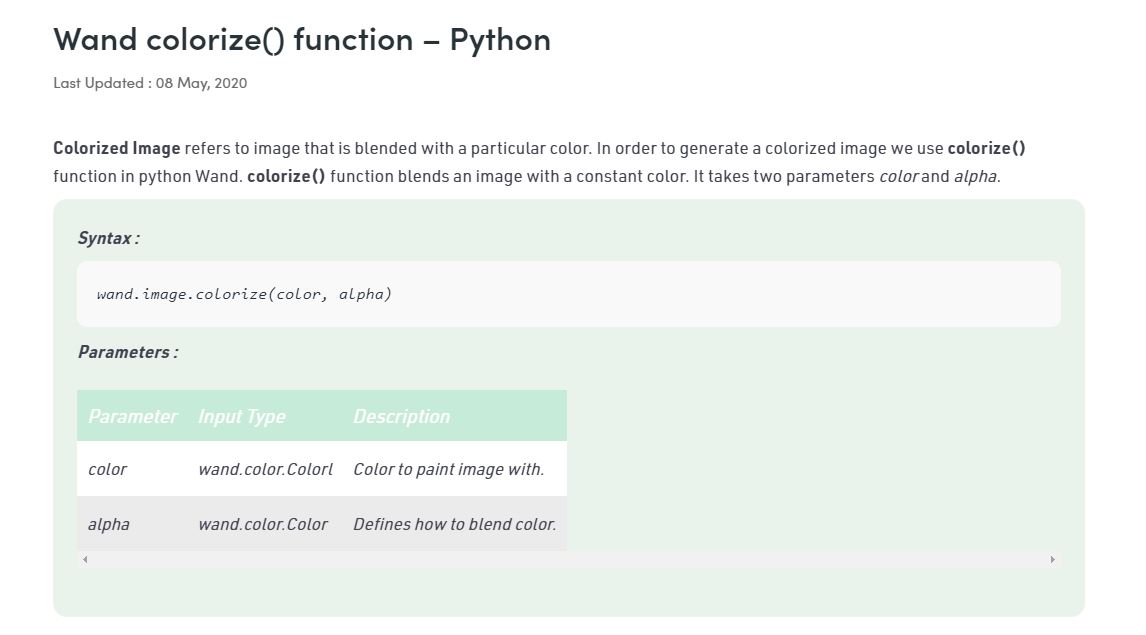 Wand colorize() function – Python
Last Updated : 08 May, 2020
Colorized Image refers to image that is blended with a particular color. In order to generate a colorized image we use colorize()
function in python Wand. colorize() function blends an image with a constant color. It takes two parameters color and alpha.
Syntax :
wand.image.colorize(color, alpha)
Parameters :
Parameter Input Type Description
color wand.color.Colorl Color to paint image with.
alpha wand.color.Color Defines how to blend color.